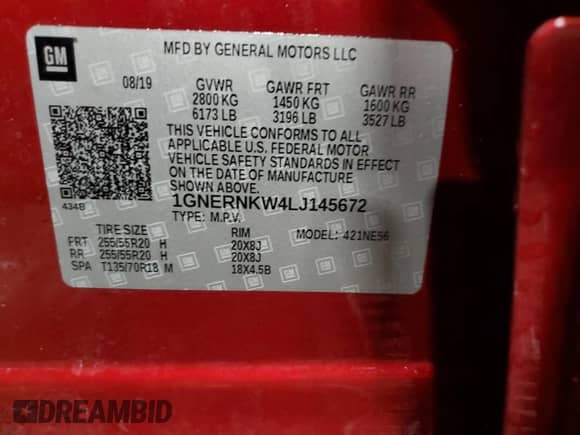 GM
MFD BY GENERAL MOTORS LLC
08/19 GVWR GAWR FRT GAWR RR
2800 KG 1450 KG 1600 KG
6173 LB 3196 LB 3527 LB
THIS VEHICLE CONFORMS TO ALL
APPLICABLE U.S. FEDERAL MOTOR
VEHICLE SAFETY STANDARDS IN EFFECT
ON THE DATE OF MANUFACTURE
SHOWN ABOVE.
434B 1GNERNKW4LJ145672
TYPE: M.P.V.
TIRE SIZE RIM MODEL: 421NE56
FRT 255/55R20 H 20X8J
RR 255/55R20 H 20X8J
SPA T135/70R18 M 18X4.5B
DREAMBID